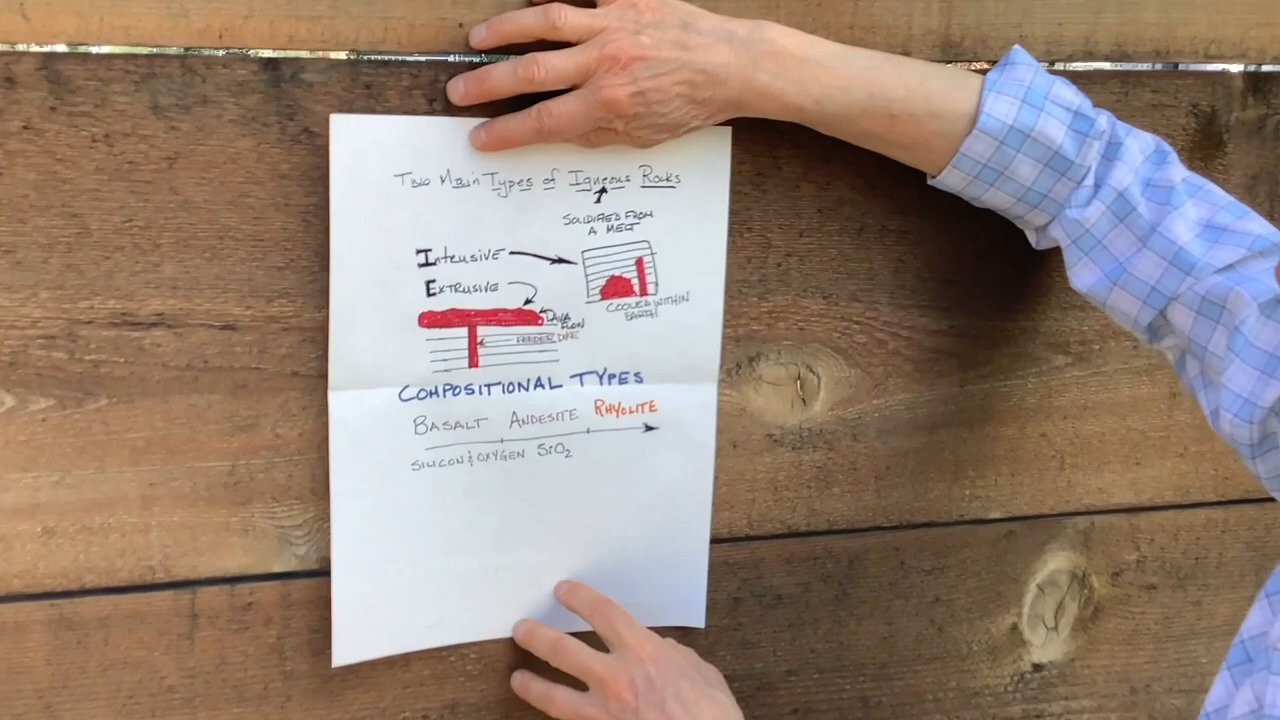 Two Main Types of Igneous Rocks
SOLIDIFIED FROM
A MELT
INTRUSIVE
EXTRUSIVE
COOLED WITHIN
EARTH
LAVA
FLOW
FEEDER DIKE
COMPOSITIONAL TYPES
BASALT ANDESITE RHYOLITE
SILICON & OXYGEN SiO2